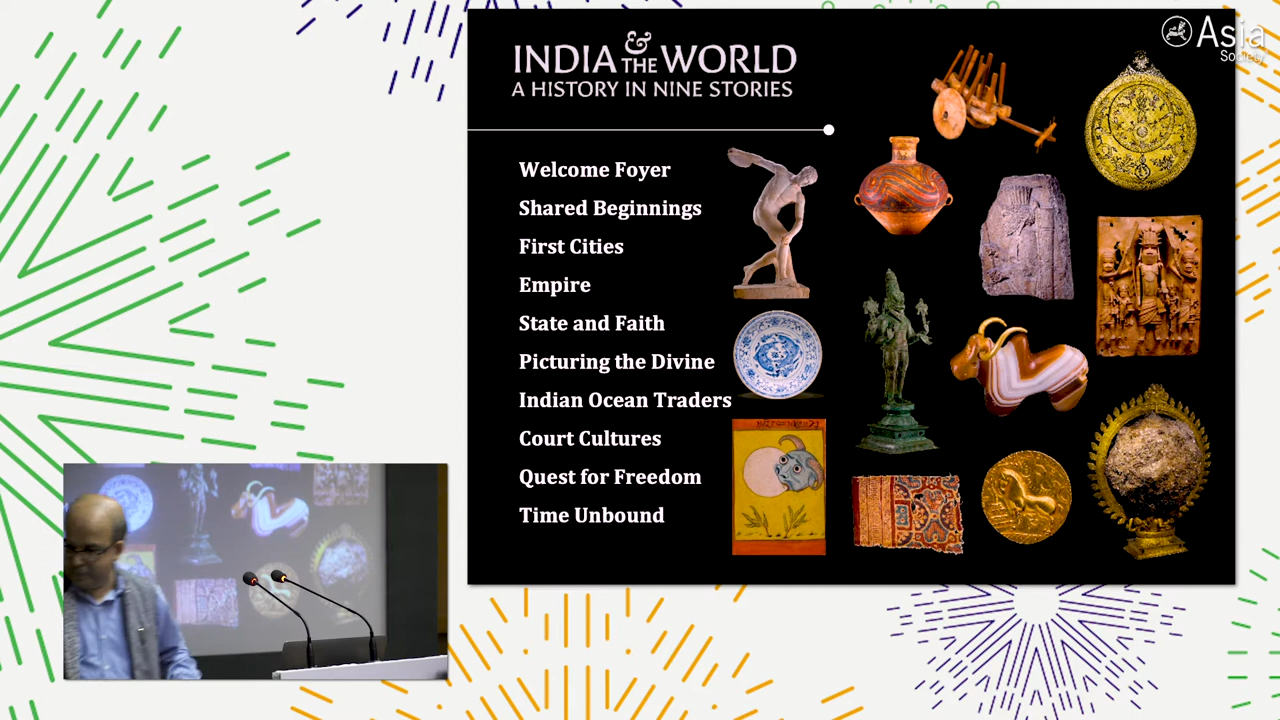 INDIA & THE WORLD
A HISTORY IN NINE STORIES
Asia
Society
Welcome Foyer
Shared Beginnings
First Cities
Empire
State and Faith
Picturing the Divine
Indian Ocean Traders
Court Cultures
Quest for Freedom
Time Unbound